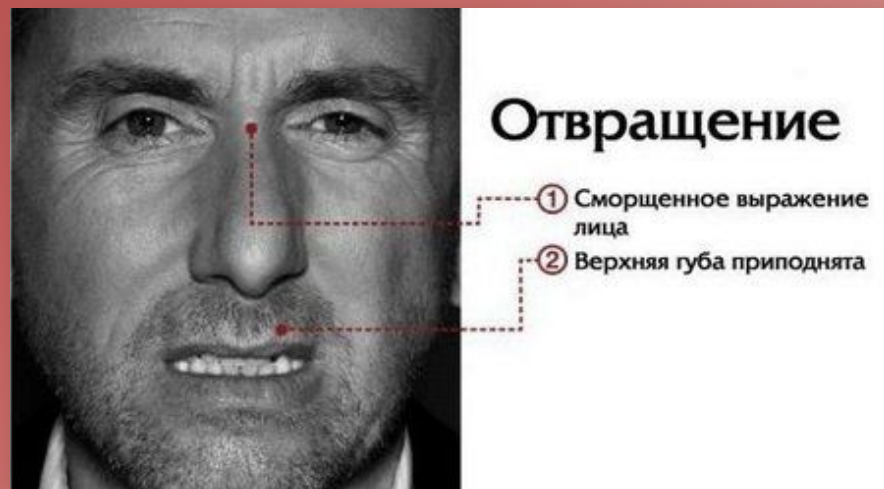 Отвращение
1 Сморщенное выражение
лица
2 Верхняя губа приподнята